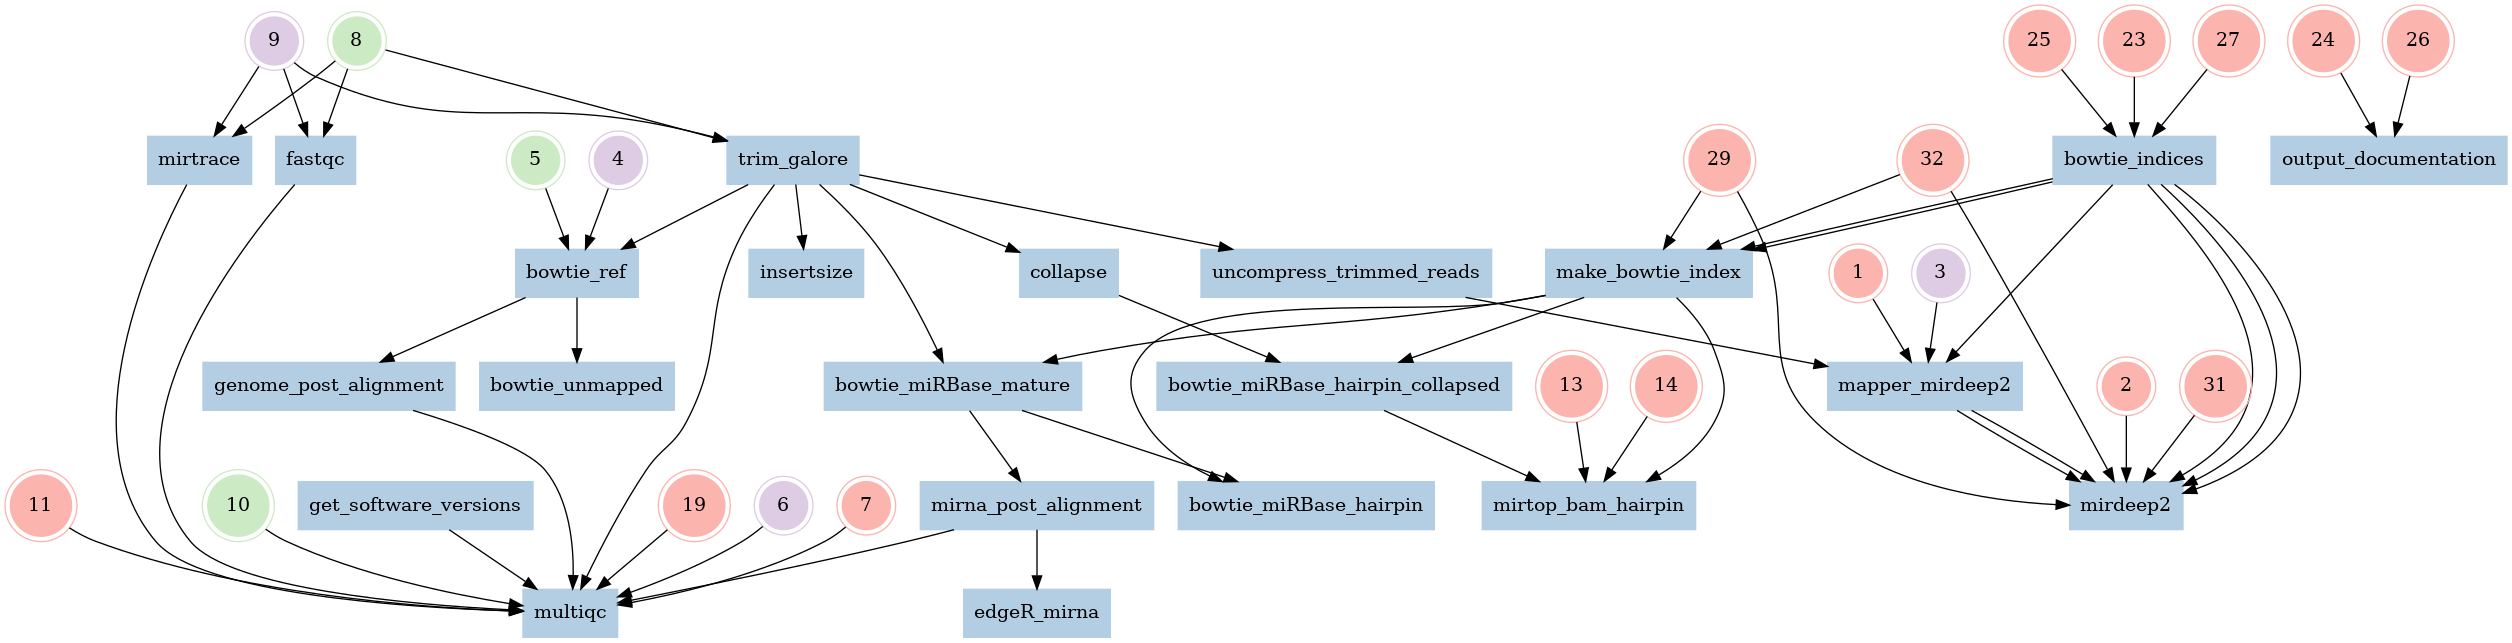 9
8
25
23
27
24
26
mirtrace
fastqc
5
4
trim_galore
29
32
bowtie_indices
output_documentation
bowtie_ref
insertsize
collapse
uncompress_trimmed_reads
make_bowtie_index
1
3
genome_post_alignment
bowtie_unmapped
bowtie_miRBase_mature
bowtie_miRBase_hairpin_collapsed
13
14
mapper_mirdeep2
2
31
11
10
get_software_versions
19
6
7
mirna_post_alignment
bowtie_miRBase_hairpin
mirtop_bam_hairpin
mirdeep2
multiqc
edgeR_mirna